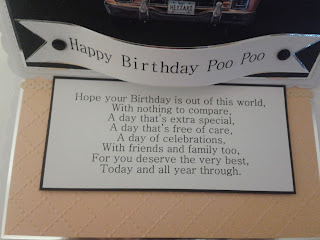 Happy Birthday Poo Poo
Hope your Birthday is out of this world,
With nothing to compare,
A day that's extra special,
A day that's free of care,
A day of celebrations,
With friends and family too,
For you deserve the very best,
Today and all year through.